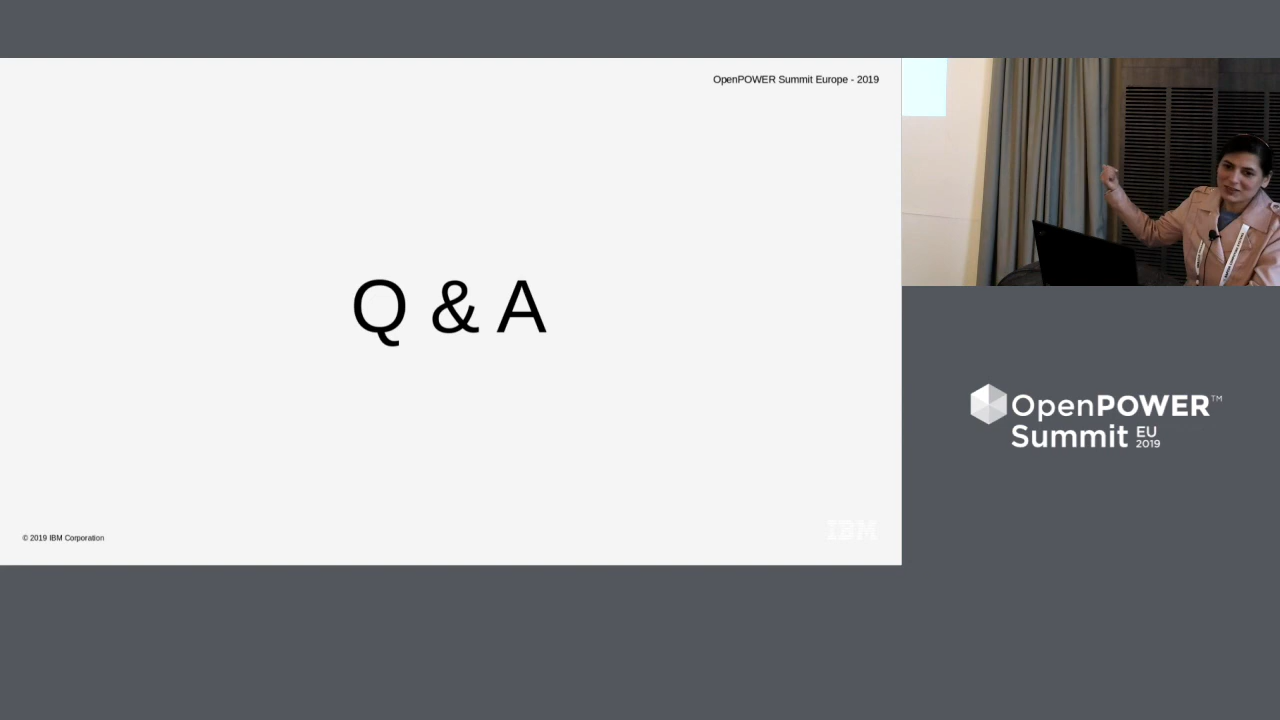 OpenPOWER Summit Europe - 2019
Q & A
© 2019 IBM Corporation
IBM
OpenPOWER™
Summit EU
2019